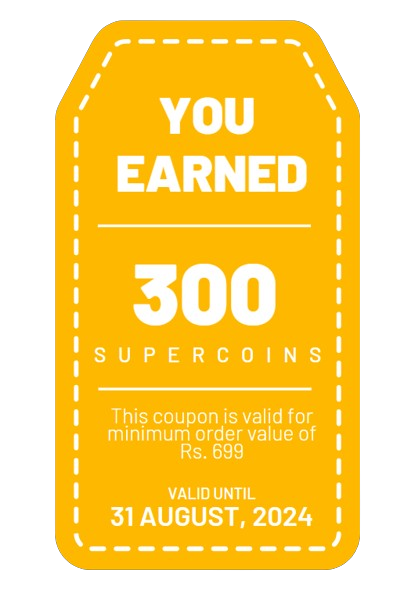 YOU
EARNED
300
SUPERCOINS
This coupon is valid for
minimum order value of
Rs. 699
VALID UNTIL
31 AUGUST, 2024